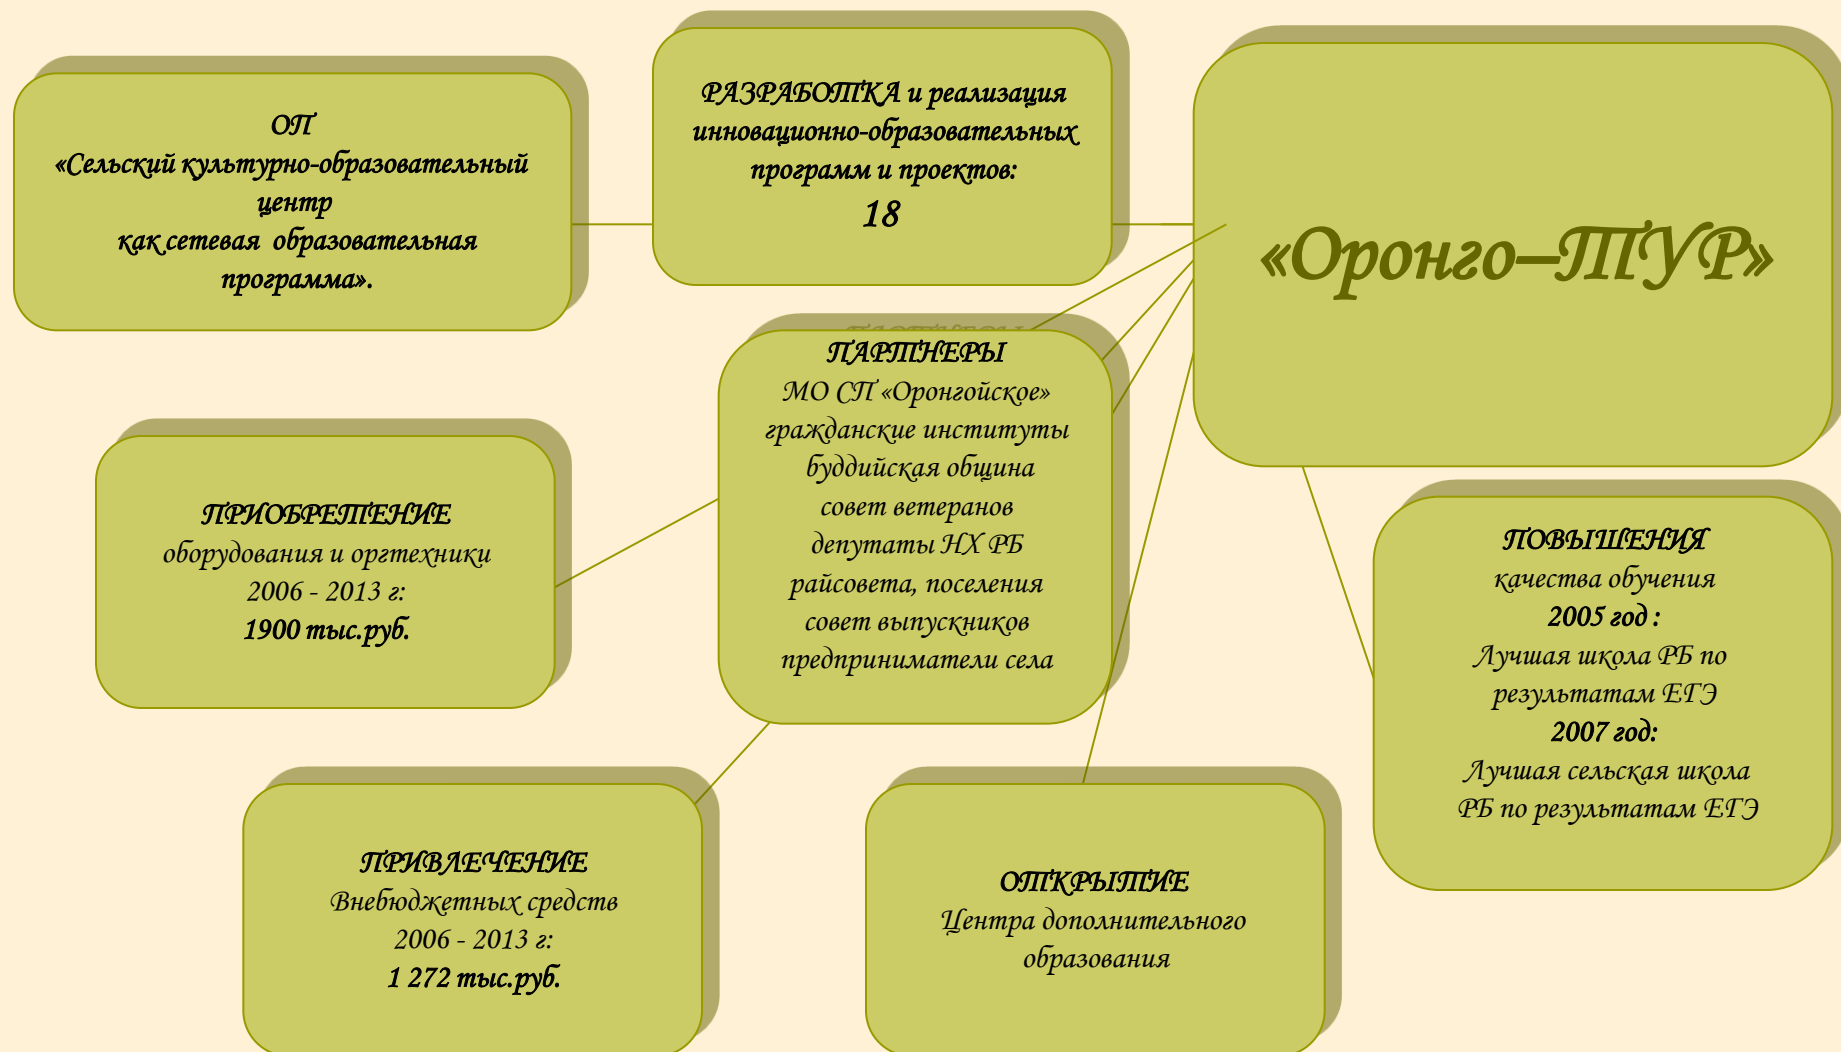 ОП
«Сельский культурно-образовательный
центр
как сетевая образовательная
программа».
РАЗРАБОТКА и реализация
инновационно-образовательных
программ и проектов:
18
«Оронго–ТУР»
ПАРТНЕРЫ
МО СП «Оронгойское»
гражданские институты
буддийская община
совет ветеранов
депутаты НХ РБ
райсовета, поселения
совет выпускников
предприниматели села
ПРИОБРЕТЕНИЕ
оборудования и оргтехники
2006 - 2013 г:
1900 тыс.руб.
ПОВЫШЕНИЯ
качества обучения
2005 год :
Лучшая школа РБ по
результатам ЕГЭ
2007 год:
Лучшая сельская школа
РБ по результатам ЕГЭ
ПРИВЛЕЧЕНИЕ
Внебюджетных средств
2006 - 2013 г:
1 272 тыс.руб.
ОТКРЫТИЕ
Центра дополнительного
образования